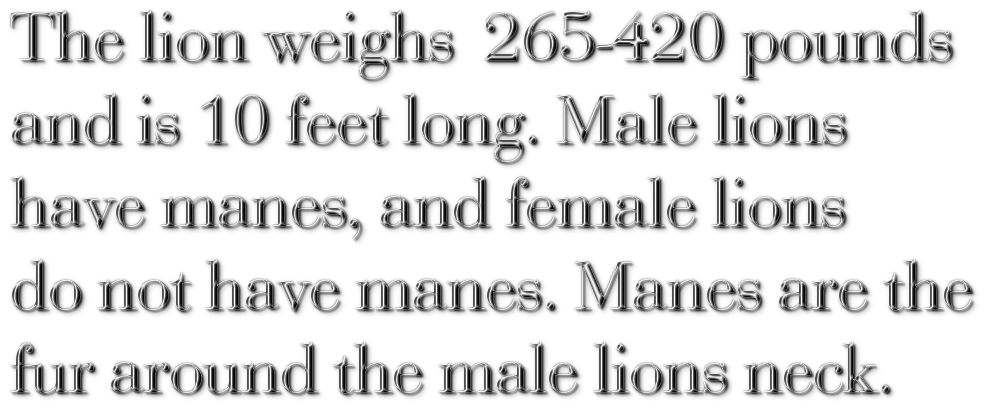 The lion weighs  265-420 pounds
and is 10 feet long. Male lions
have manes, and female lions
do not have manes. Manes are the
fur around the male lions neck.